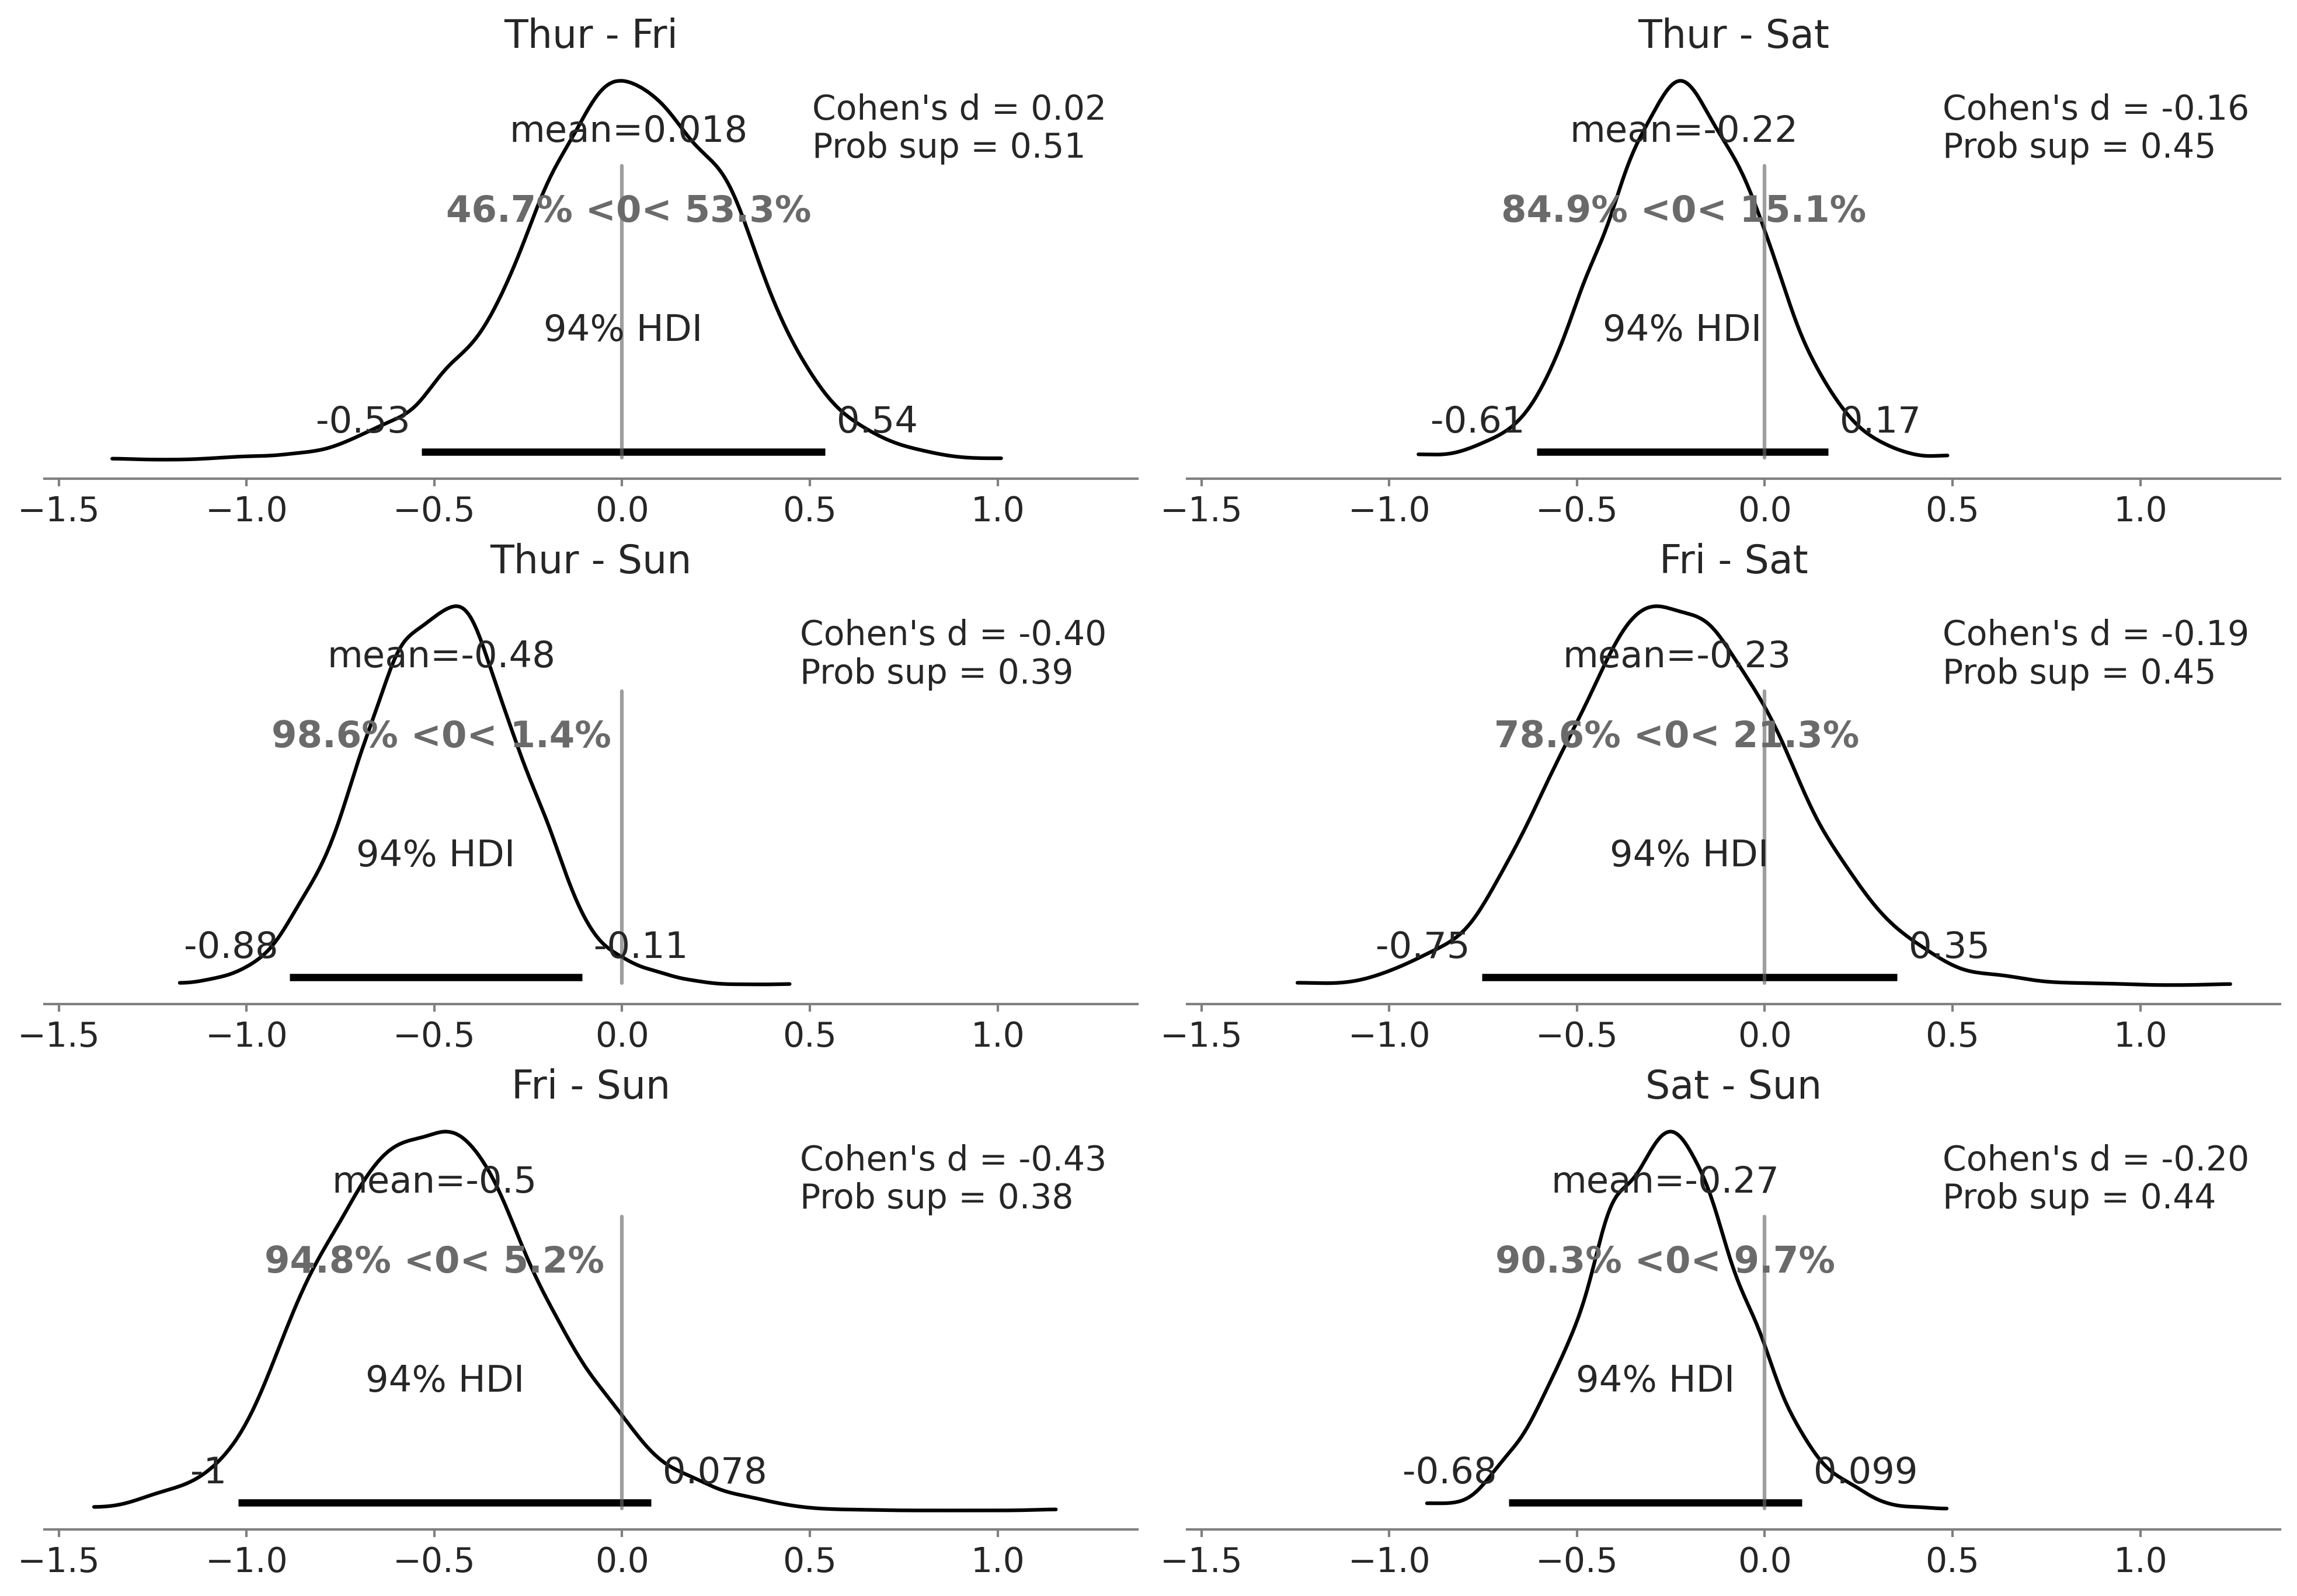 Thur - Fri
Cohen's d = 0.02
Prob sup = 0.51
mean=0.018
46.7% <0< 53.3%
94% HDI
-0.53
0.54
−1.5 −1.0 −0.5 0.0 0.5 1.0
Thur - Sat
Cohen's d = -0.16
Prob sup = 0.45
mean=-0.22
84.9% <0< 15.1%
94% HDI
-0.61
0.17
−1.5 −1.0 −0.5 0.0 0.5 1.0
Thur - Sun
Cohen's d = -0.40
Prob sup = 0.39
mean=-0.48
98.6% <0< 1.4%
94% HDI
-0.88
-0.11
−1.5 −1.0 −0.5 0.0 0.5 1.0
Fri - Sat
Cohen's d = -0.19
Prob sup = 0.45
mean=-0.23
78.6% <0< 21.3%
94% HDI
-0.75
0.35
−1.5 −1.0 −0.5 0.0 0.5 1.0
Fri - Sun
Cohen's d = -0.43
Prob sup = 0.38
mean=-0.5
94.8% <0< 5.2%
94% HDI
-1
0.078
−1.5 −1.0 −0.5 0.0 0.5 1.0
Sat - Sun
Cohen's d = -0.20
Prob sup = 0.44
mean=-0.27
90.3% <0< 9.7%
94% HDI
-0.68
0.099
−1.5 −1.0 −0.5 0.0 0.5 1.0